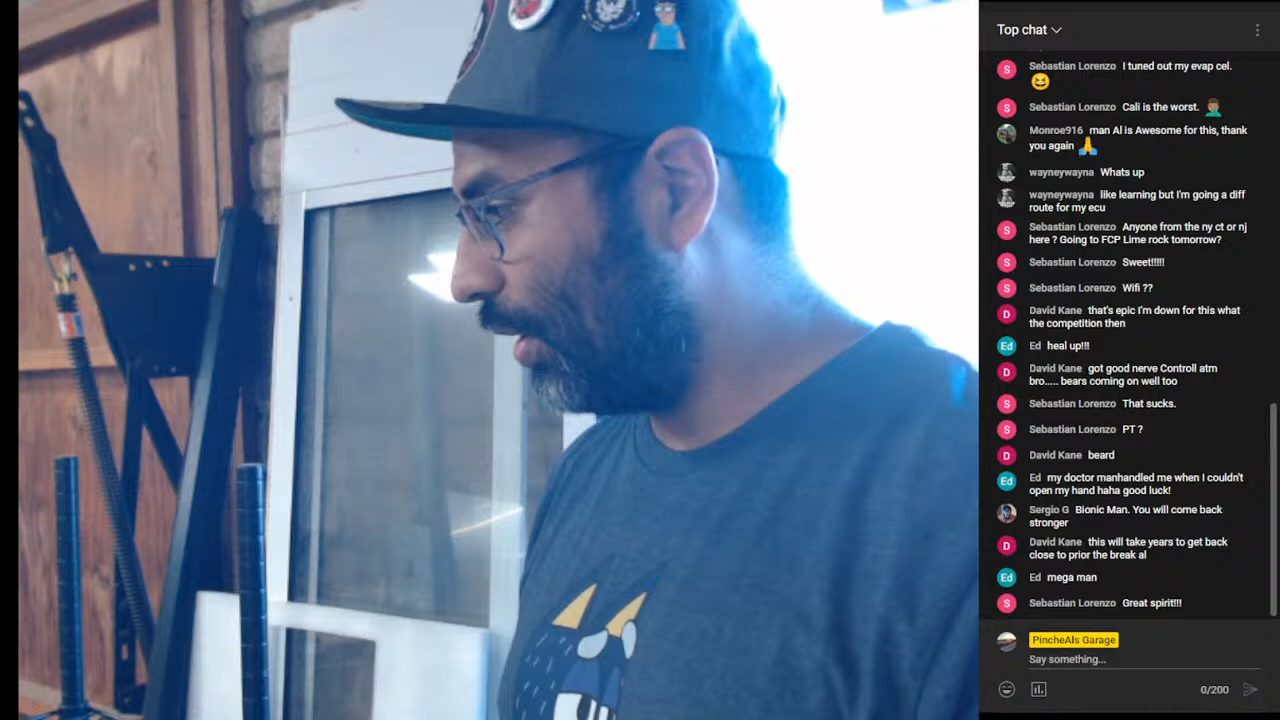 Top chat
Sebastian Lorenzo I tuned out my evap cel.
Sebastian Lorenzo Cali is the worst.
Monroe916 man Al is Awesome for this, thank
you again
wayneywayna Whats up
wayneywayna like learning but I'm going a diff
route for my ecu
Sebastian Lorenzo Anyone from the ny ct or nj
here ? Going to FCP Lime rock tomorrow?
Sebastian Lorenzo Sweet!!!!!
Sebastian Lorenzo Wifi ??
David Kane that's epic I'm down for this what
the competition then
Ed heal up!!!
David Kane got good nerve Controll atm
bro..... bears coming on well too
Sebastian Lorenzo That sucks.
Sebastian Lorenzo PT ?
David Kane beard
Ed my doctor manhandled me when I couldn't
open my hand haha good luck!
Sergio G Bionic Man. You will come back
stronger
David Kane this will take years to get back
close to prior the break al
Ed mega man
Sebastian Lorenzo Great spirit!!!
PincheAls Garage
Say something...
0/200